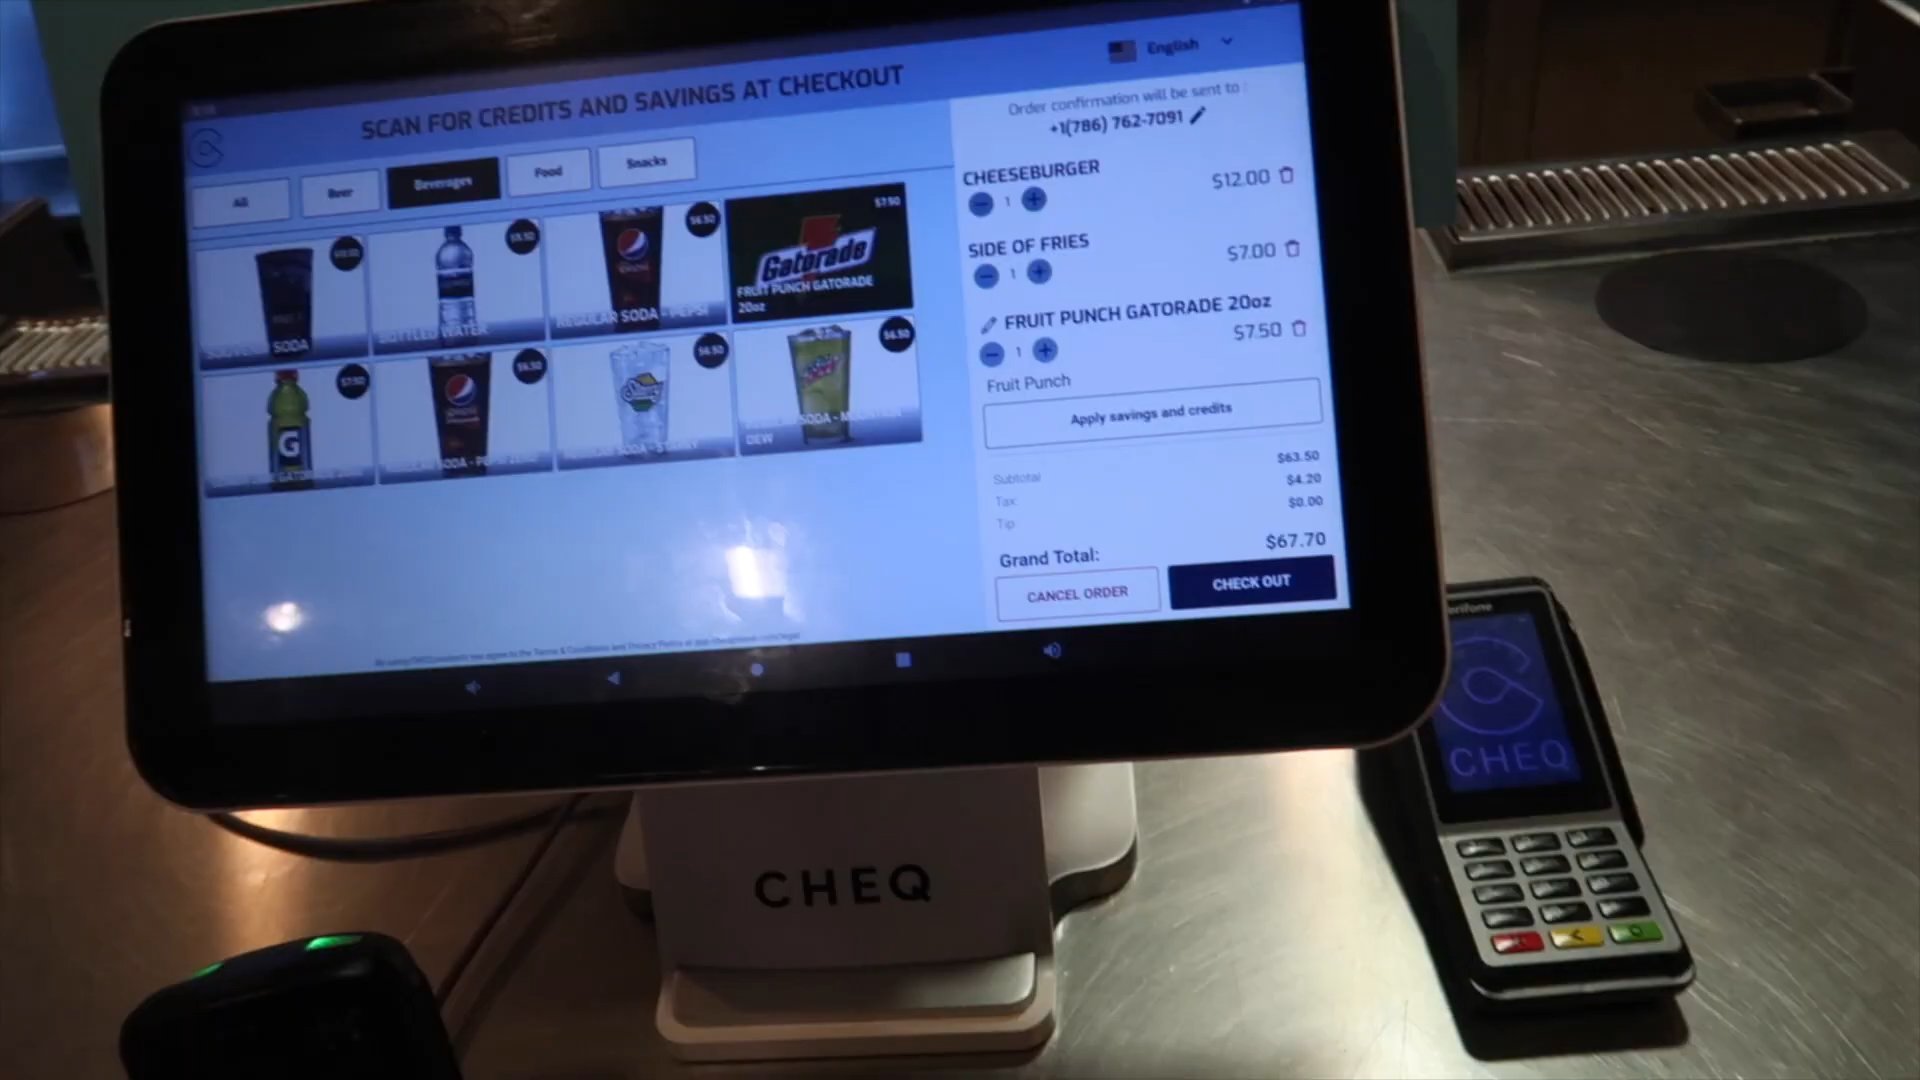 SCAN FOR CREDITS AND SAVINGS AT CHECKOUT
English
All
Beer
Beverages
Food
Snacks
SODA
BOTTLED WATER
$6.50
REGULAR SODA - PEPSI
$7.50
Gatorade
FRUIT PUNCH GATORADE
20oz
$7.50
G
$6.50
$6.50
$6.50
DEW
Order confirmation will be sent to :
+1(786) 762-7091
CHEESEBURGER
1
$12.00
SIDE OF FRIES
1
$7.00
FRUIT PUNCH GATORADE 20oz
1
$7.50
Fruit Punch
Apply savings and credits
Subtotal $63.50
Tax $4.20
Tip $0.00
Grand Total: $67.70
CANCEL ORDER
CHECK OUT
CHEQ
CHEQ